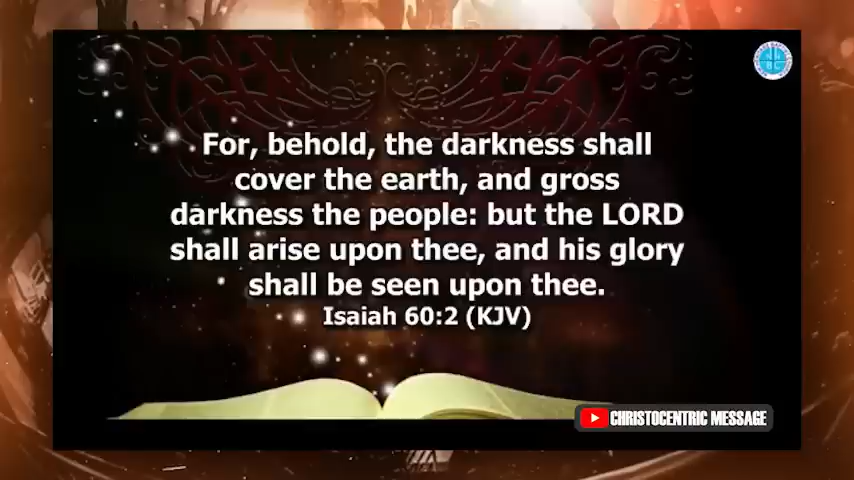 For, behold, the darkness shall
cover the earth, and gross
darkness the people: but the LORD
shall arise upon thee, and his glory
shall be seen upon thee.
Isaiah 60:2 (KJV)
CHRISTOCENTRIC MESSAGE